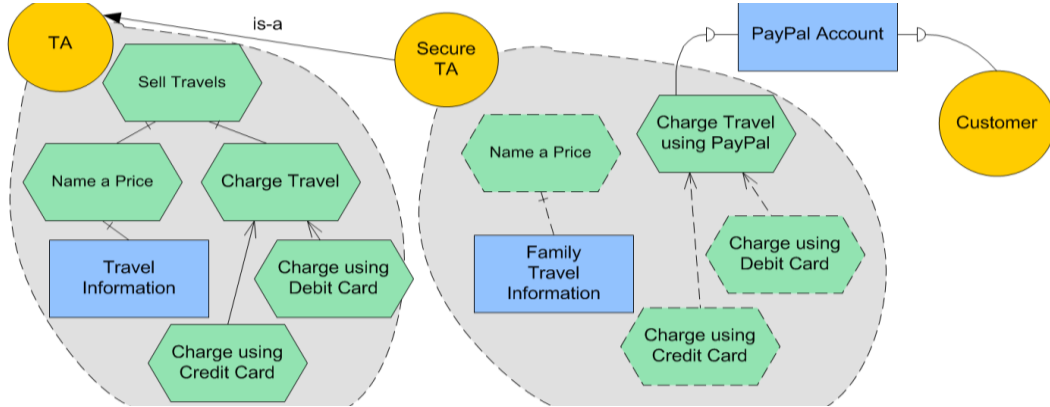 is-a
TA
Secure
TA
PayPal Account
Customer
Sell Travels
Charge Travel
using PayPal
Name a Price
Name a Price
Charge Travel
Charge using
Debit Card
Travel
Information
Charge using
Debit Card
Family
Travel
Information
Charge using
Credit Card
Charge using
Credit Card